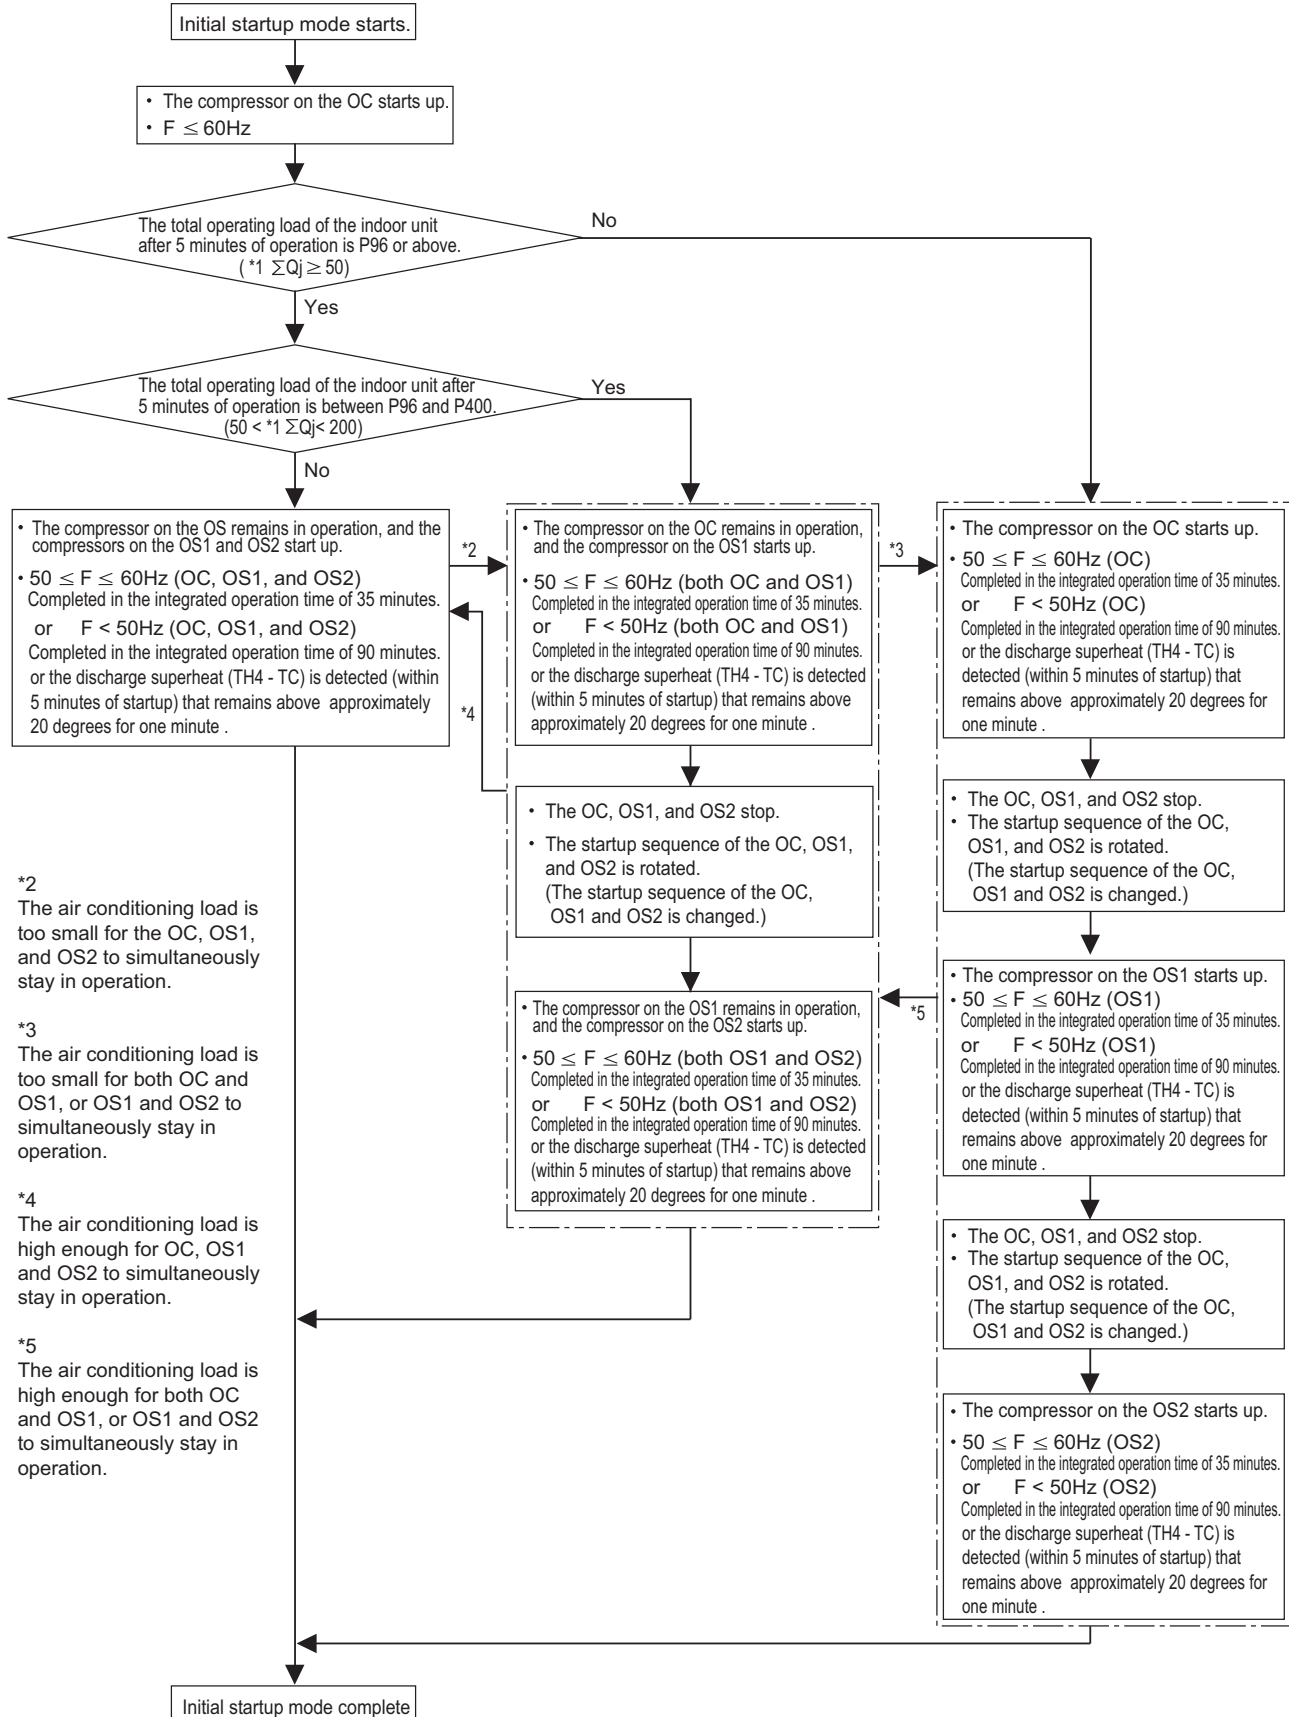 Initial startup mode starts.
• The compressor on the OC starts up.
• F ≤ 60Hz
The total operating load of the indoor unit
after 5 minutes of operation is P96 or above.
( *1 ΣQj ≥ 50)
No
Yes
The total operating load of the indoor unit after
5 minutes of operation is between P96 and P400.
(50 < *1 ΣQj< 200)
Yes
No
• The compressor on the OS remains in operation, and the
compressors on the OS1 and OS2 start up.
• 50 ≤ F ≤ 60Hz (OC, OS1, and OS2)
Completed in the integrated operation time of 35 minutes.
or F < 50Hz (OC, OS1, and OS2)
Completed in the integrated operation time of 90 minutes.
or the discharge superheat (TH4 - TC) is detected (within
5 minutes of startup) that remains above approximately
20 degrees for one minute .
*2
*4
• The compressor on the OC remains in operation,
and the compressor on the OS1 starts up.
• 50 ≤ F ≤ 60Hz (both OC and OS1)
Completed in the integrated operation time of 35 minutes.
or F < 50Hz (both OC and OS1)
Completed in the integrated operation time of 90 minutes.
or the discharge superheat (TH4 - TC) is detected
(within 5 minutes of startup) that remains above
approximately 20 degrees for one minute .
*3
• The compressor on the OC starts up.
• 50 ≤ F ≤ 60Hz (OC)
Completed in the integrated operation time of 35 minutes.
or F < 50Hz (OC)
Completed in the integrated operation time of 90 minutes.
or the discharge superheat (TH4 - TC) is
detected (within 5 minutes of startup) that
remains above approximately 20 degrees for
one minute .
• The OC, OS1, and OS2 stop.
• The startup sequence of the OC, OS1,
and OS2 is rotated.
(The startup sequence of the OC,
OS1 and OS2 is changed.)
• The OC, OS1, and OS2 stop.
• The startup sequence of the OC,
OS1, and OS2 is rotated.
(The startup sequence of the OC,
OS1 and OS2 is changed.)
• The compressor on the OS1 remains in operation,
and the compressor on the OS2 starts up.
• 50 ≤ F ≤ 60Hz (both OS1 and OS2)
Completed in the integrated operation time of 35 minutes.
or F < 50Hz (both OS1 and OS2)
Completed in the integrated operation time of 90 minutes.
or the discharge superheat (TH4 - TC) is detected
(within 5 minutes of startup) that remains above
approximately 20 degrees for one minute .
*5
• The compressor on the OS1 starts up.
• 50 ≤ F ≤ 60Hz (OS1)
Completed in the integrated operation time of 35 minutes.
or F < 50Hz (OS1)
Completed in the integrated operation time of 90 minutes.
or the discharge superheat (TH4 - TC) is
detected (within 5 minutes of startup) that
remains above approximately 20 degrees for
one minute .
• The OC, OS1, and OS2 stop.
• The startup sequence of the OC,
OS1, and OS2 is rotated.
(The startup sequence of the OC,
OS1 and OS2 is changed.)
• The compressor on the OS2 starts up.
• 50 ≤ F ≤ 60Hz (OS2)
Completed in the integrated operation time of 35 minutes.
or F < 50Hz (OS2)
Completed in the integrated operation time of 90 minutes.
or the discharge superheat (TH4 - TC) is
detected (within 5 minutes of startup) that
remains above approximately 20 degrees for
one minute .
*2
The air conditioning load is
too small for the OC, OS1,
and OS2 to simultaneously
stay in operation.
*3
The air conditioning load is
too small for both OC and
OS1, or OS1 and OS2 to
simultaneously stay in
operation.
*4
The air conditioning load is
high enough for OC, OS1
and OS2 to simultaneously
stay in operation.
*5
The air conditioning load is
high enough for both OC
and OS1, or OS1 and OS2
to simultaneously stay in
operation.
Initial startup mode complete